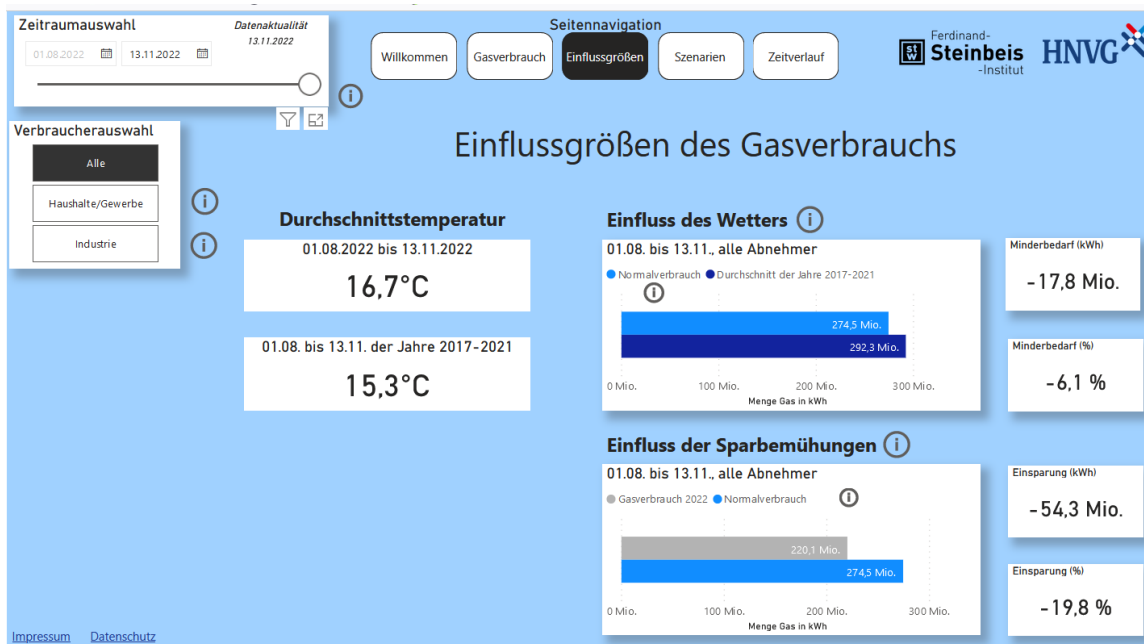 Zeitraumauswahl
Datenaktualität
13.11.2022
01.08.2022
13.11.2022
Seitennavigation
Willkommen
Gasverbrauch
Einflussgrößen
Szenarien
Zeitverlauf
Ferdinand-
Steinbeis
-Institut
HNVG
Verbraucherauswahl
Alle
Haushalte/Gewerbe
Industrie
Einflussgrößen des Gasverbrauchs
Durchschnittstemperatur
01.08.2022 bis 13.11.2022
16,7°C
01.08. bis 13.11. der Jahre 2017-2021
15,3°C
Einfluss des Wetters
01.08. bis 13.11., alle Abnehmer
Normalverbrauch Durchschnitt der Jahre 2017-2021
274,5 Mio.
292,3 Mio.
0 Mio. 100 Mio. 200 Mio. 300 Mio.
Menge Gas in kWh
Minderbedarf (kWh)
-17,8 Mio.
Minderbedarf (%)
-6,1 %
Einfluss der Sparbemühungen
01.08. bis 13.11., alle Abnehmer
Gasverbrauch 2022 Normalverbrauch
220,1 Mio.
274,5 Mio.
0 Mio. 100 Mio. 200 Mio. 300 Mio.
Menge Gas in kWh
Einsparung (kWh)
-54,3 Mio.
Einsparung (%)
-19,8 %
Impressum Datenschutz